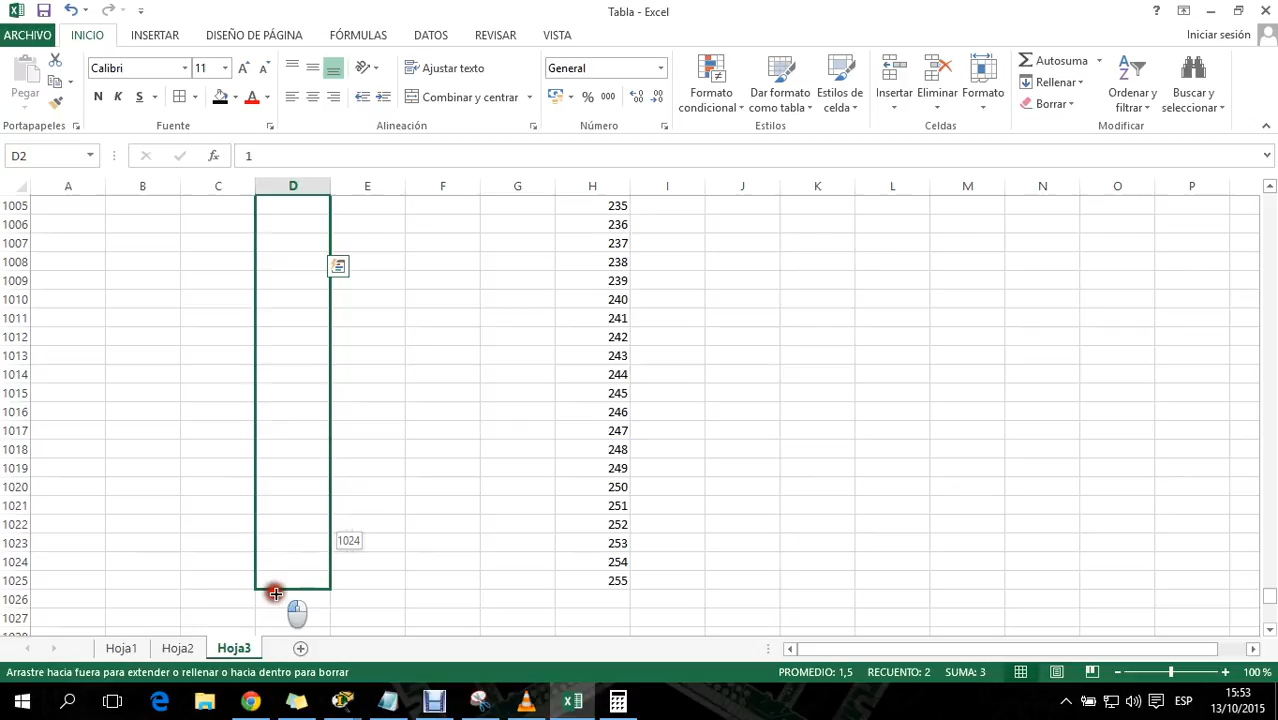 Tabla - Excel
Iniciar sesión
ARCHIVO INICIO INSERTAR DISEÑO DE PÁGINA FÓRMULAS DATOS REVISAR VISTA
Pegar
Calibri 11
N K S
Ajustar texto
Combinar y centrar
General
% 000
Formato condicional
Dar formato como tabla
Estilos de celda
Insertar
Eliminar
Formato
Autosuma
Rellenar
Borrar
Ordenar y filtrar
Buscar y seleccionar
Portapapeles Fuente Alineación Número Estilos Celdas Modificar
D2 fx 1
A B C D E F G H I J K L M N O P
1005 235
1006 236
1007 237
1008 238
1009 239
1010 240
1011 241
1012 242
1013 243
1014 244
1015 245
1016 246
1017 247
1018 248
1019 249
1020 250
1021 251
1022 252
1023 1024 253
1024 254
1025 255
1026
1027
Hoja1 Hoja2 Hoja3
Arrastre hacia fuera para extender o rellenar o hacia dentro para borrar
PROMEDIO: 1,5 RECUENTO: 2 SUMA: 3 100 %
ESP
15:53
13/10/2015